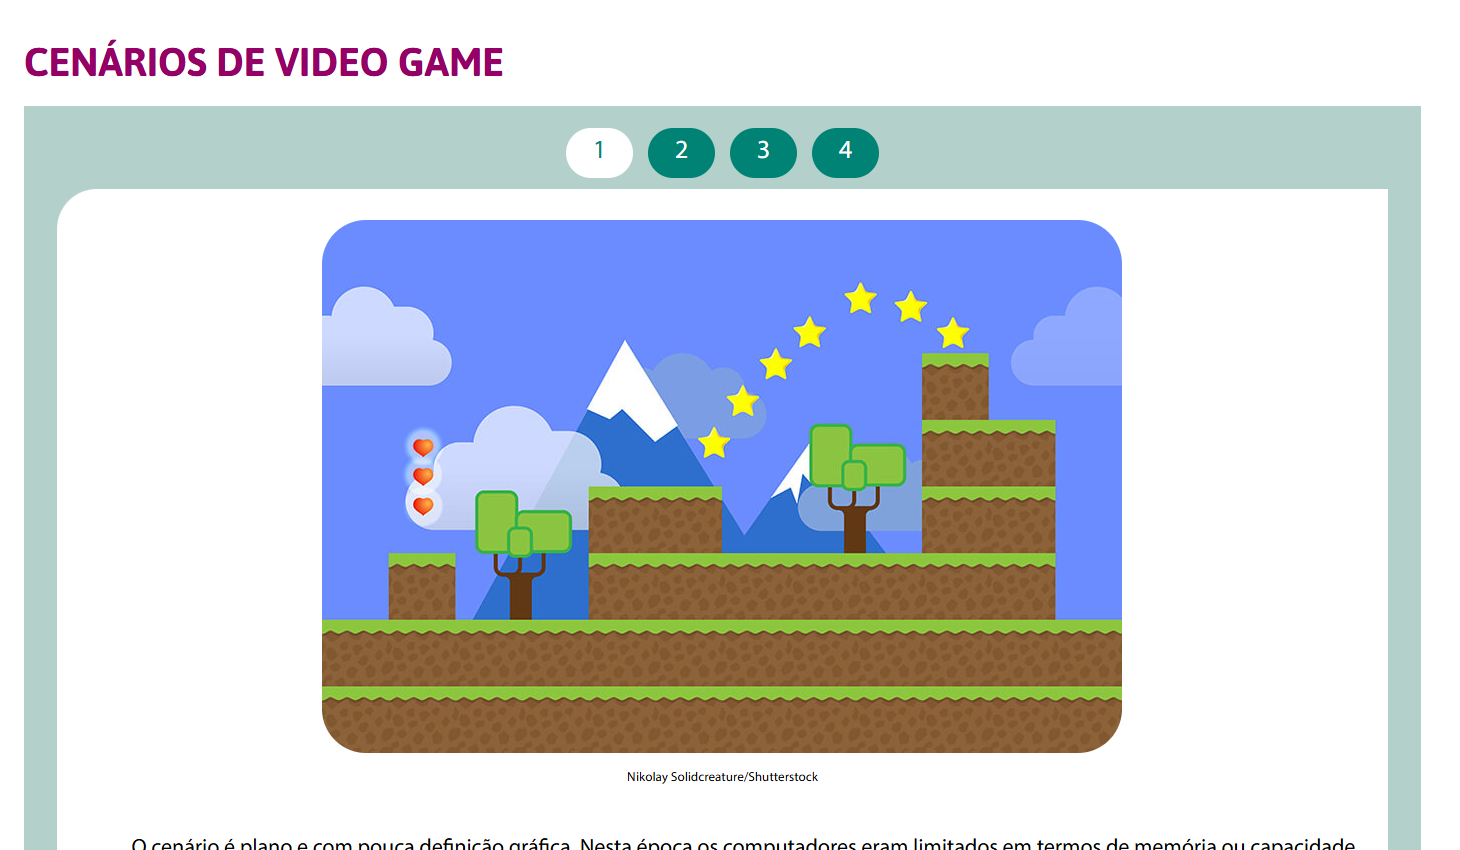 CENÁRIOS DE VIDEO GAME
1
2
3
4
Nikolay Solidcreature/Shutterstock
O cenário é plano e com pouca definição gráfica. Nesta época os computadores eram limitados em termos de memória ou capacidade